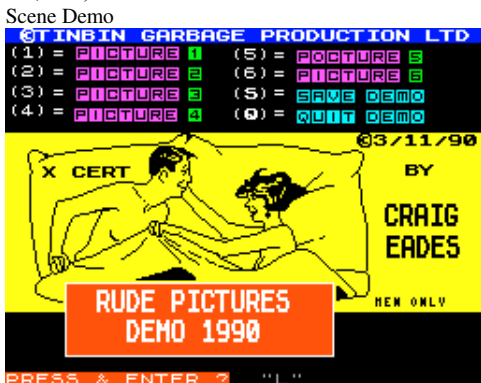 Scene Demo
©TINBIN GARBAGE PRODUCTION LTD
(1) = PICTURE 1 (5) = POCTURE 5
(2) = PICTURE 2 (6) = PICTURE 6
(3) = PICTURE 3 (S) = SAVE DEMO
(4) = PICTURE 4 (Q) = QUIT DEMO
©3/11/90
X CERT
BY
CRAIG
EADES
MEN ONLY
RUDE PICTURES
DEMO 1990
PRESS & ENTER ? "L"